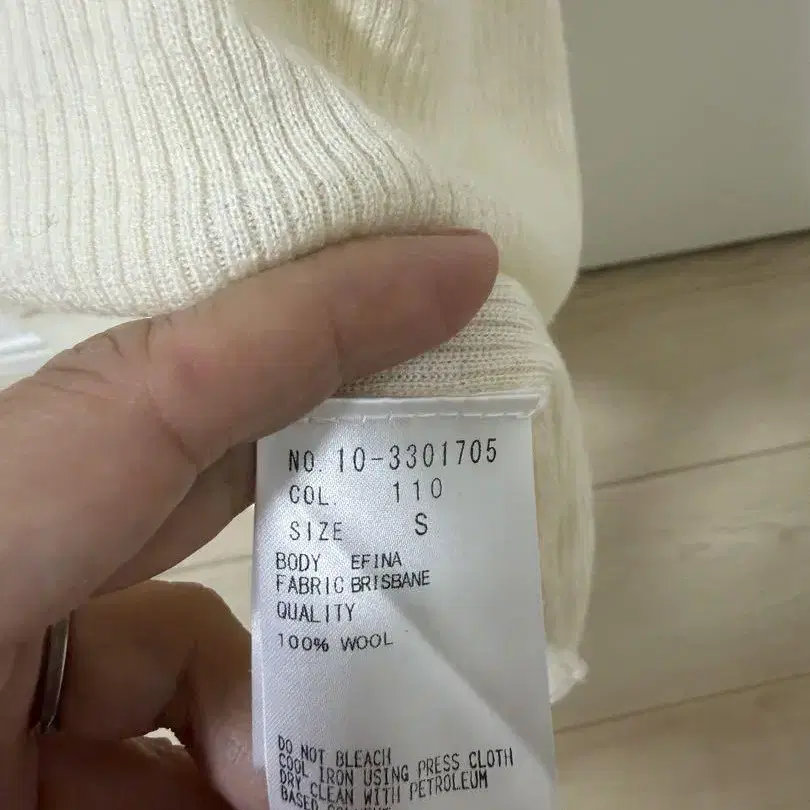 NO. 10-3301705
COL. 110
SIZE S
BODY EFINA
FABRIC BRISBANE
QUALITY
100% WOOL
DO NOT BLEACH
COOL IRON USING PRESS CLOTH
DRY CLEAN WITH PETROLEUM
BASED